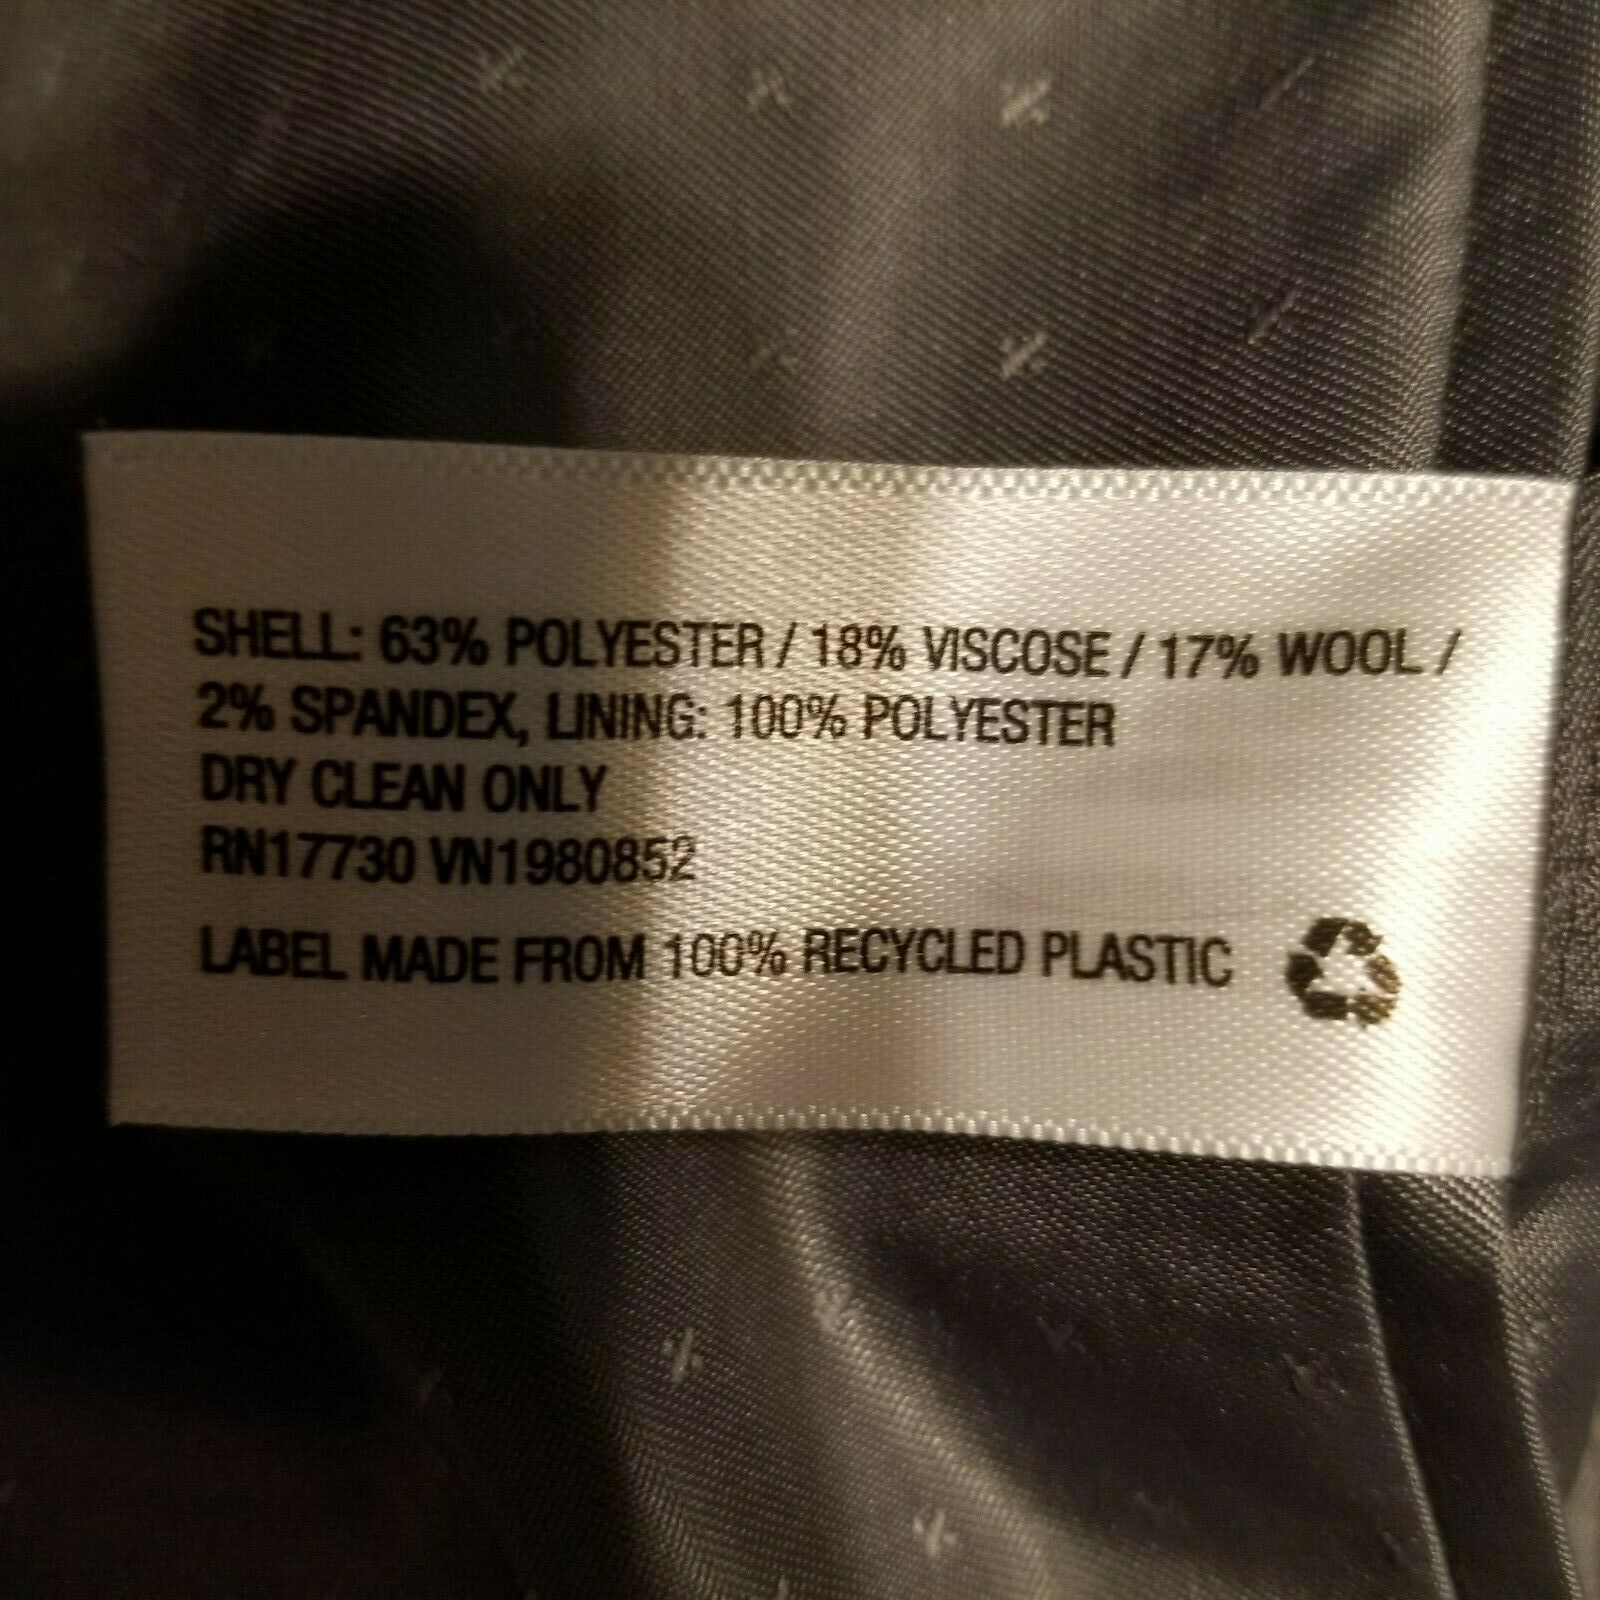 SHELL: 63% POLYESTER / 18% VISCOSE / 17% WOOL /
2% SPANDEX, LINING: 100% POLYESTER
DRY CLEAN ONLY
RN17730 VN1980852
LABEL MADE FROM 100% RECYCLED PLASTIC